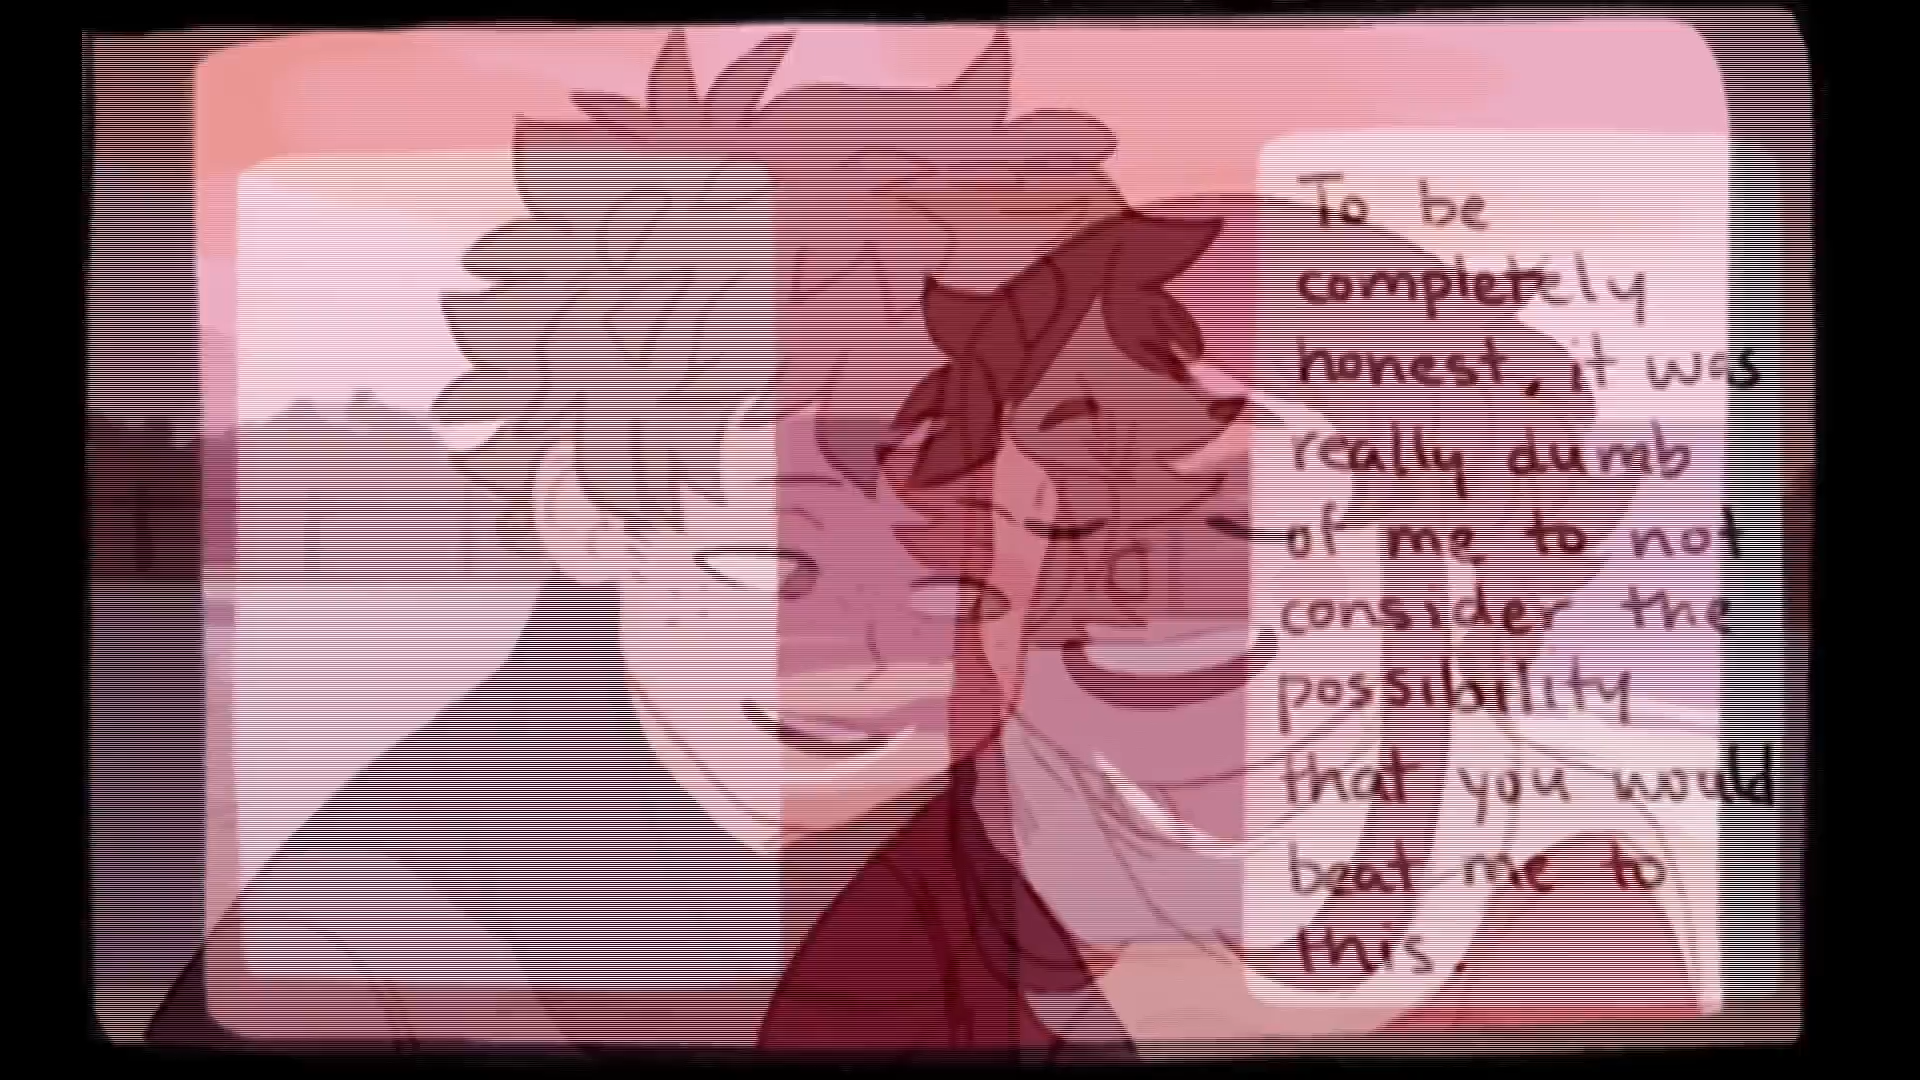 To be
completely
honest, it was
really dumb
of me to not
consider the
possibility
that you would
beat me to
this.